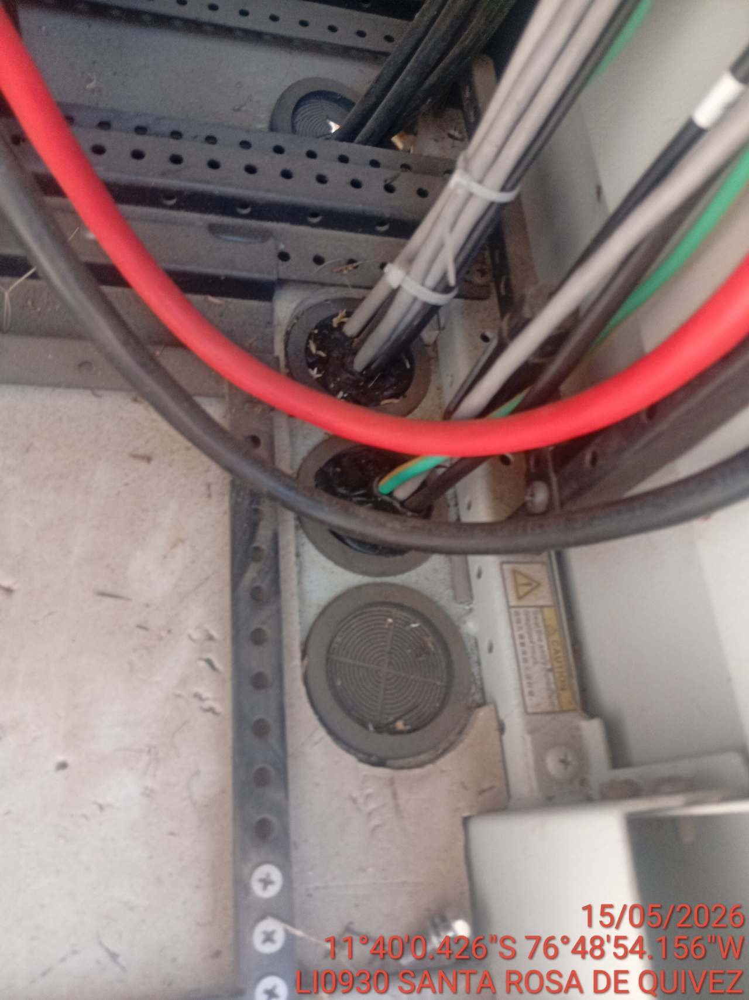 CAUTION
15/05/2026
11°40'0.426"S 76°48'54.156"W
LI0930 SANTA ROSA DE QUIVEZ